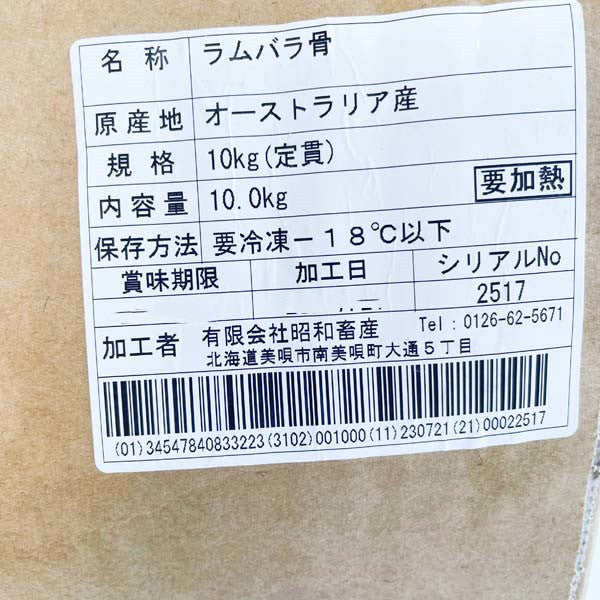 名称 ラムバラ骨
原産地 オーストラリア産
規格 10kg(定貫)
内容量 10.0kg 要加熱
保存方法 要冷凍－18℃以下
賞味期限 加工日 シリアルNo
2517
加工者 有限会社昭和畜産 Tel:0126-62-5671
北海道美唄市南美唄町大通5丁目
(01)34547840833223(3102)001000(11)230721(21)00022517